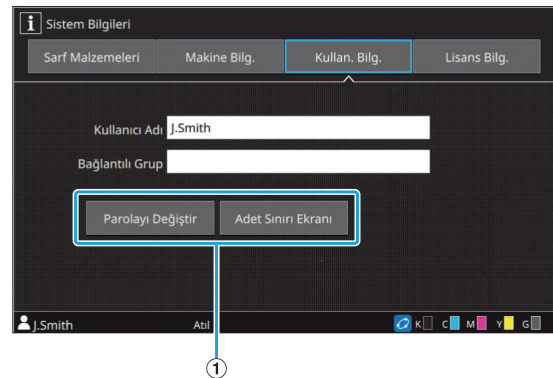 i Sistem Bilgileri
Sarf Malzemeleri Makine Bilg. Kullan. Bilg. Lisans Bilg.
Kullanıcı Adı J.Smith
Bağlantılı Grup
Parolayı Değiştir Adet Sınırı Ekranı
J.Smith Atıl K C M Y G
1